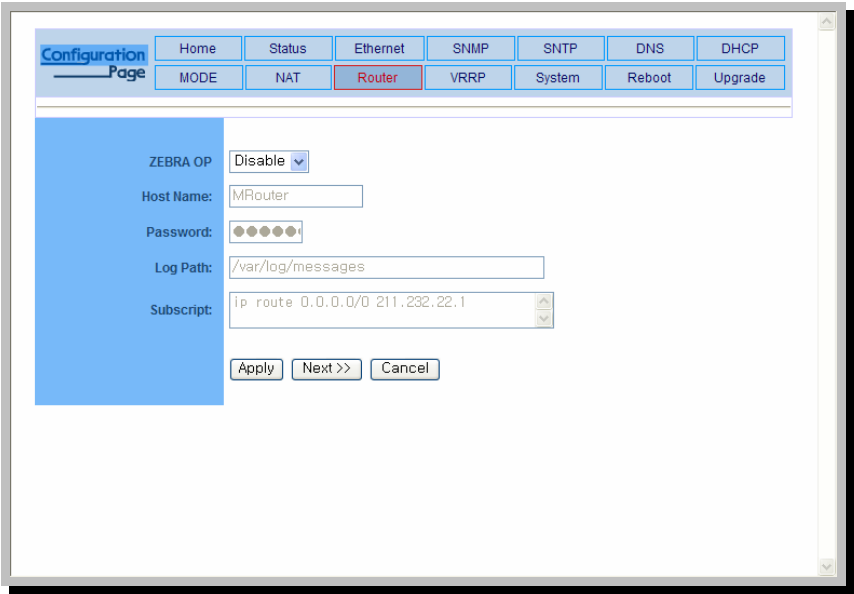 Configuration Page
Home Status Ethernet SNMP SNTP DNS DHCP
MODE NAT Router VRRP System Reboot Upgrade
ZEBRA OP Disable
Host Name: MRouter
Password: ●●●●●●
Log Path: /var/log/messages
Subscript: ip route 0.0.0.0/0 211.232.22.1
Apply Next >> Cancel